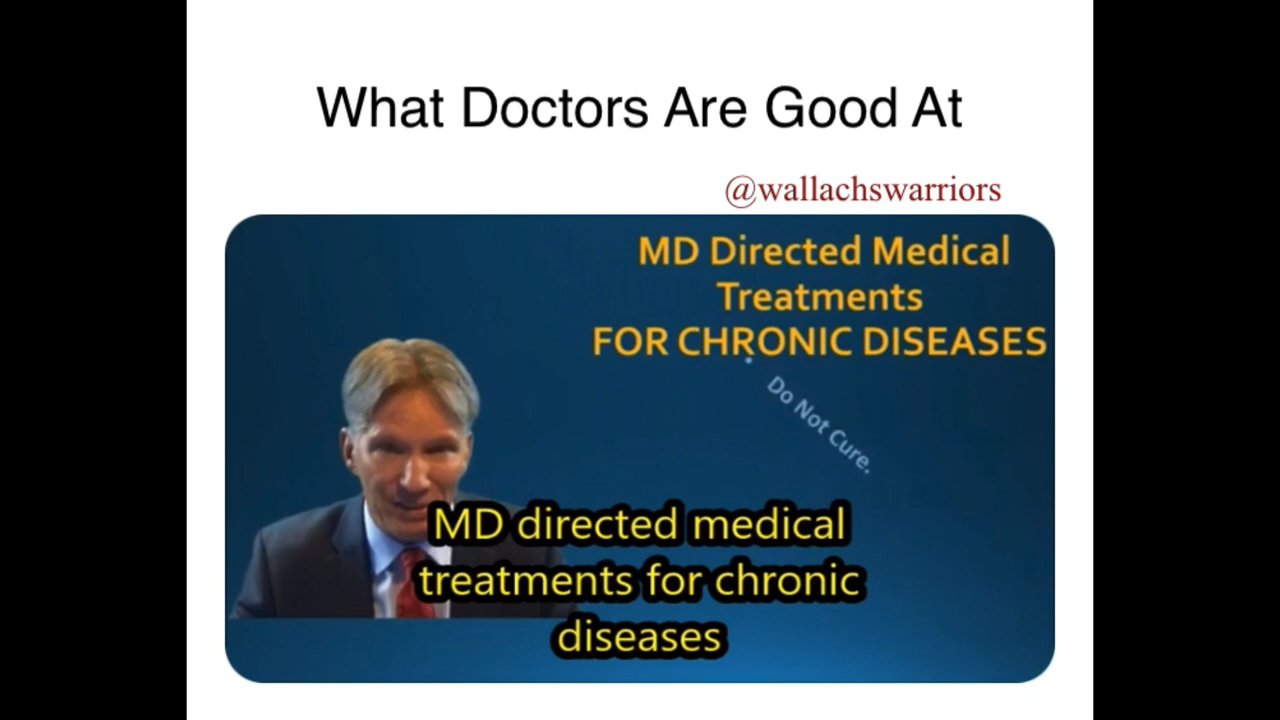 What Doctors Are Good At
@wallachswarriors
MD Directed Medical
Treatments
FOR CHRONIC DISEASES
• Do Not Cure.
MD directed medical
treatments for chronic
diseases